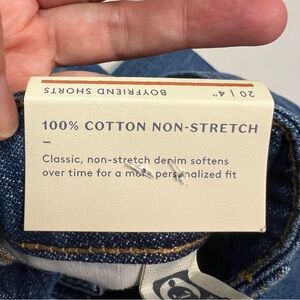 20 | 4"
BOYFRIEND SHORTS
100% COTTON NON-STRETCH
Classic, non-stretch denim softens
over time for a more personalized fit